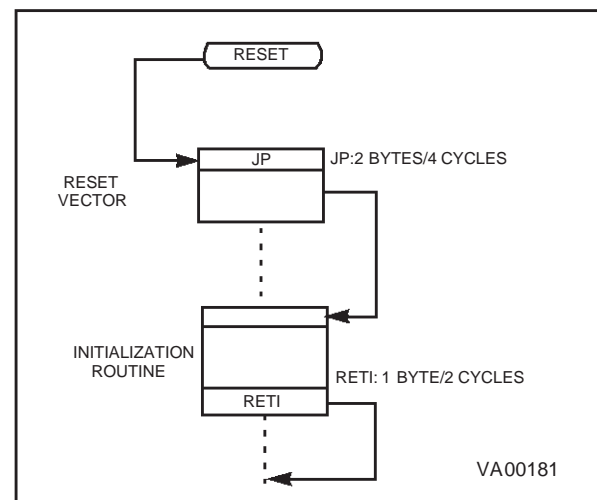 RESET
JP
JP:2 BYTES/4 CYCLES
RESET
VECTOR
INITIALIZATION
ROUTINE
RETI: 1 BYTE/2 CYCLES
RETI
VA00181